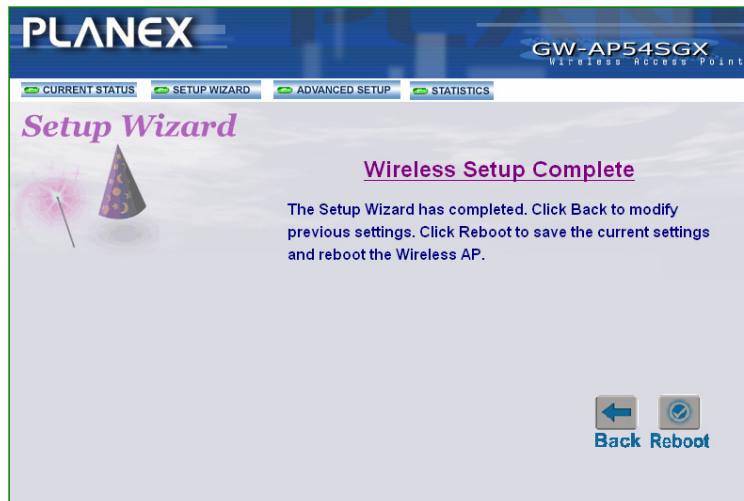 PLANEX
GW-AP54SGX
Wireless Access Point
CURRENT STATUS SETUP WIZARD ADVANCED SETUP STATISTICS
Setup Wizard
Wireless Setup Complete
The Setup Wizard has completed. Click Back to modify
previous settings. Click Reboot to save the current settings
and reboot the Wireless AP.
Back Reboot